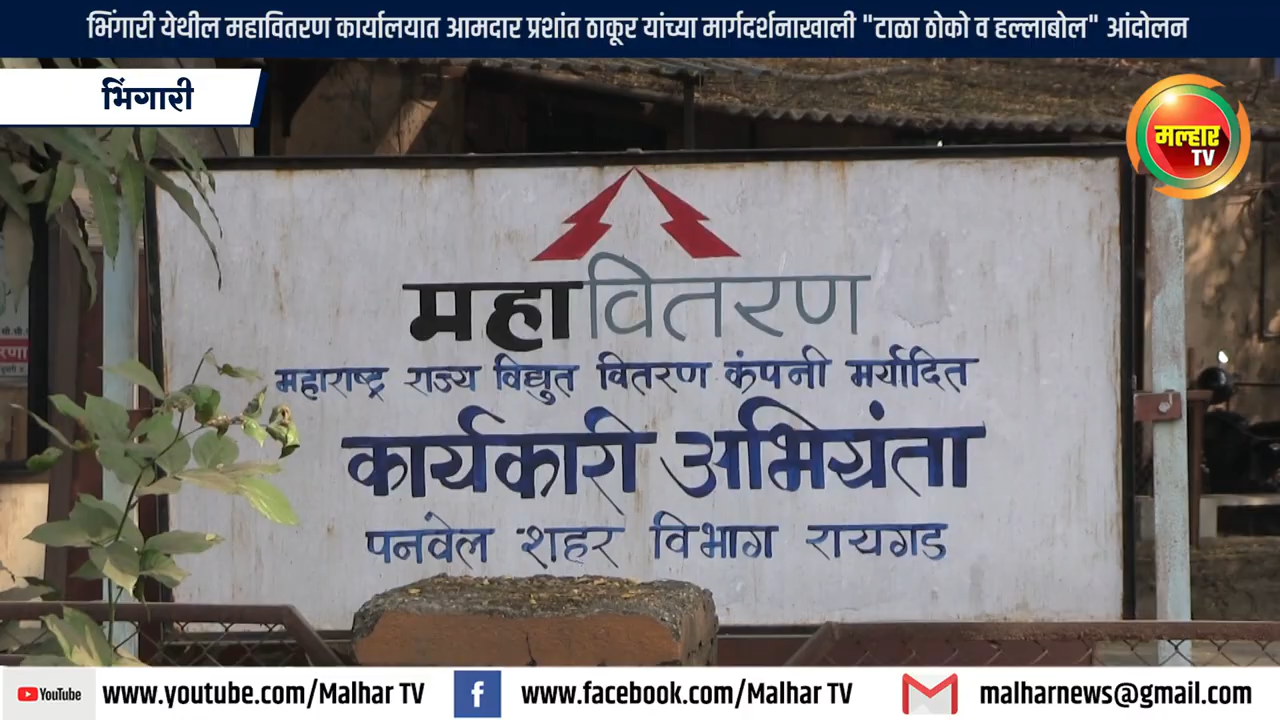 भिंगारी येथील महावितरण कार्यालयात आमदार प्रशांत ठाकूर यांच्या मार्गदर्शनाखाली "टाळा ठोको व हल्लाबोल" आंदोलन
भिंगारी
मल्हार
TV
महावितरण
महाराष्ट्र राज्य विद्युत वितरण कंपनी मर्यादित
कार्यकारी अभियंता
पनवेल शहर विभाग रायगड
YouTube www.youtube.com/Malhar TV www.facebook.com/Malhar TV malharnews@gmail.com